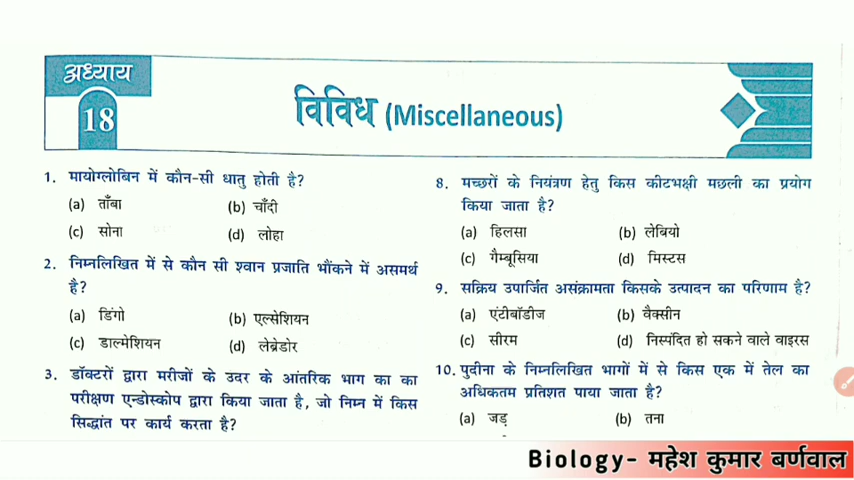 अध्याय
18
विविध (Miscellaneous)
1. मायोग्लोबिन में कौन-सी धातु होती है?
(a) ताँबा (b) चाँदी
(c) सोना (d) लोहा
2. निम्नलिखित में से कौन सी श्वान प्रजाति भौंकने में असमर्थ
है?
(a) डिंगो (b) एल्सेशियन
(c) डाल्मेशियन (d) लेब्रेडोर
3. डॉक्टरों द्वारा मरीजों के उदर के आंतरिक भाग का का
परीक्षण एन्डोस्कोप द्वारा किया जाता है, जो निम्न में किस
सिद्धांत पर कार्य करता है?
8. मच्छरों के नियंत्रण हेतु किस कीटभक्षी मछली का प्रयोग
किया जाता है?
(a) हिलसा (b) लेबियो
(c) गैम्बूसिया (d) मिस्टस
9. सक्रिय उपार्जित असंक्रामता किसके उत्पादन का परिणाम है?
(a) एंटीबॉडीज (b) वैक्सीन
(c) सीरम (d) निस्पंदित हो सकने वाले वाइरस
10. पुदीना के निम्नलिखित भागों में से किस एक में तेल का
अधिकतम प्रतिशत पाया जाता है?
(a) जड़ (b) तना
Biology- महेश कुमार बर्णवाल